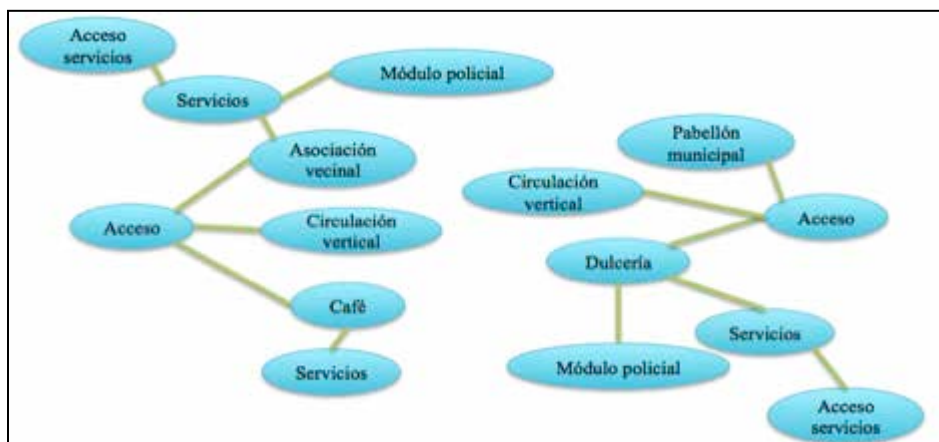 Acceso
servicios
Servicios
Módulo policial
Asociación
vecinal
Acceso
Circulación
vertical
Café
Servicios
Pabellón
municipal
Circulación
vertical
Acceso
Dulcería
Servicios
Módulo policial
Acceso
servicios